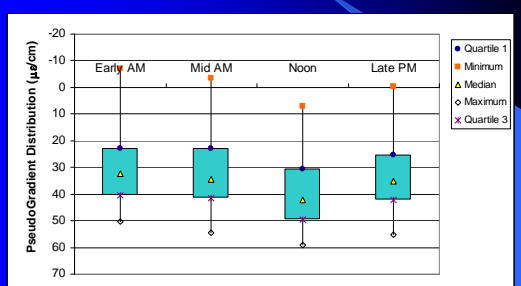 PseudoGradient Distribution (µε/cm)
-20
-10
0
10
20
30
40
50
60
70
Early AM Mid AM Noon Late PM
Quartile 1
Minimum
Median
Maximum
Quartile 3